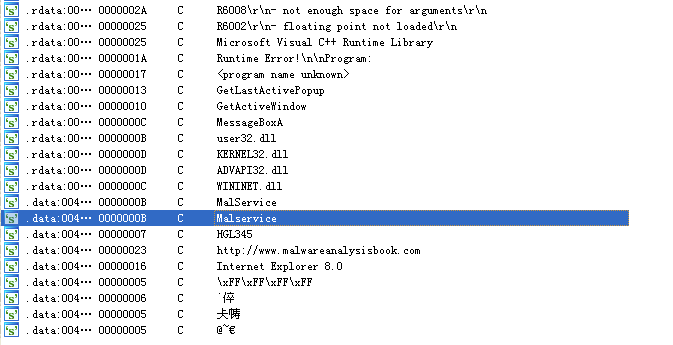 .rdata:00… 0000002A C R6008\r\n- not enough space for arguments\r\n
.rdata:00… 00000025 C R6002\r\n- floating point not loaded\r\n
.rdata:00… 00000025 C Microsoft Visual C++ Runtime Library
.rdata:00… 0000001A C Runtime Error!\n\nProgram:
.rdata:00… 00000017 C <program name unknown>
.rdata:00… 00000013 C GetLastActivePopup
.rdata:00… 00000010 C GetActiveWindow
.rdata:00… 0000000C C MessageBoxA
.rdata:00… 0000000B C user32.dll
.rdata:00… 0000000D C KERNEL32.dll
.rdata:00… 0000000D C ADVAPI32.dll
.rdata:00… 0000000C C WININET.dll
.data:004… 0000000B C MalService
.data:004… 0000000B C Malservice
.data:004… 00000007 C HGL345
.data:004… 00000023 C http://www.malwareanalysisbook.com
.data:004… 00000016 C Internet Explorer 8.0
.data:004… 00000005 C \xFF\xFF\xFF\xFF
.data:004… 00000006 C
.data:004… 00000005 C
.data:004… 00000005 C @~€